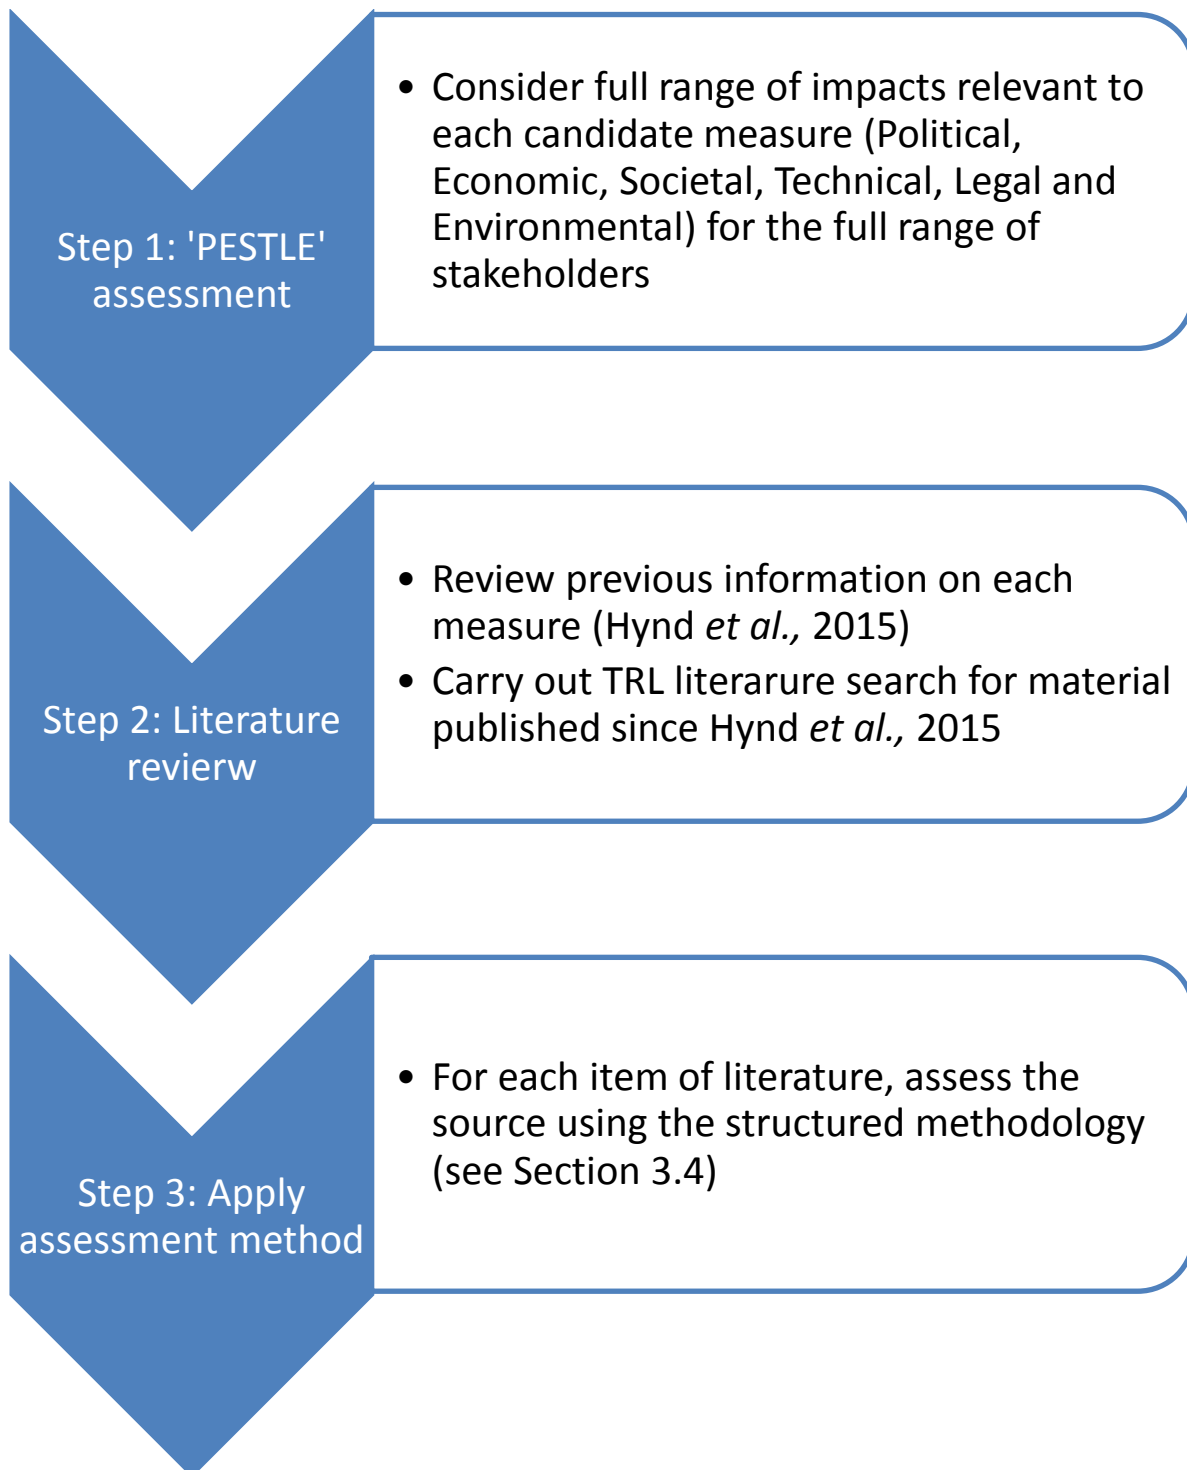 Step 1: 'PESTLE'
assessment
• Consider full range of impacts relevant to
each candidate measure (Political,
Economic, Societal, Technical, Legal and
Environmental) for the full range of
stakeholders
Step 2: Literature
revierw
• Review previous information on each
measure (Hynd et al., 2015)
• Carry out TRL literarure search for material
published since Hynd et al., 2015
Step 3: Apply
assessment method
• For each item of literature, assess the
source using the structured methodology
(see Section 3.4)